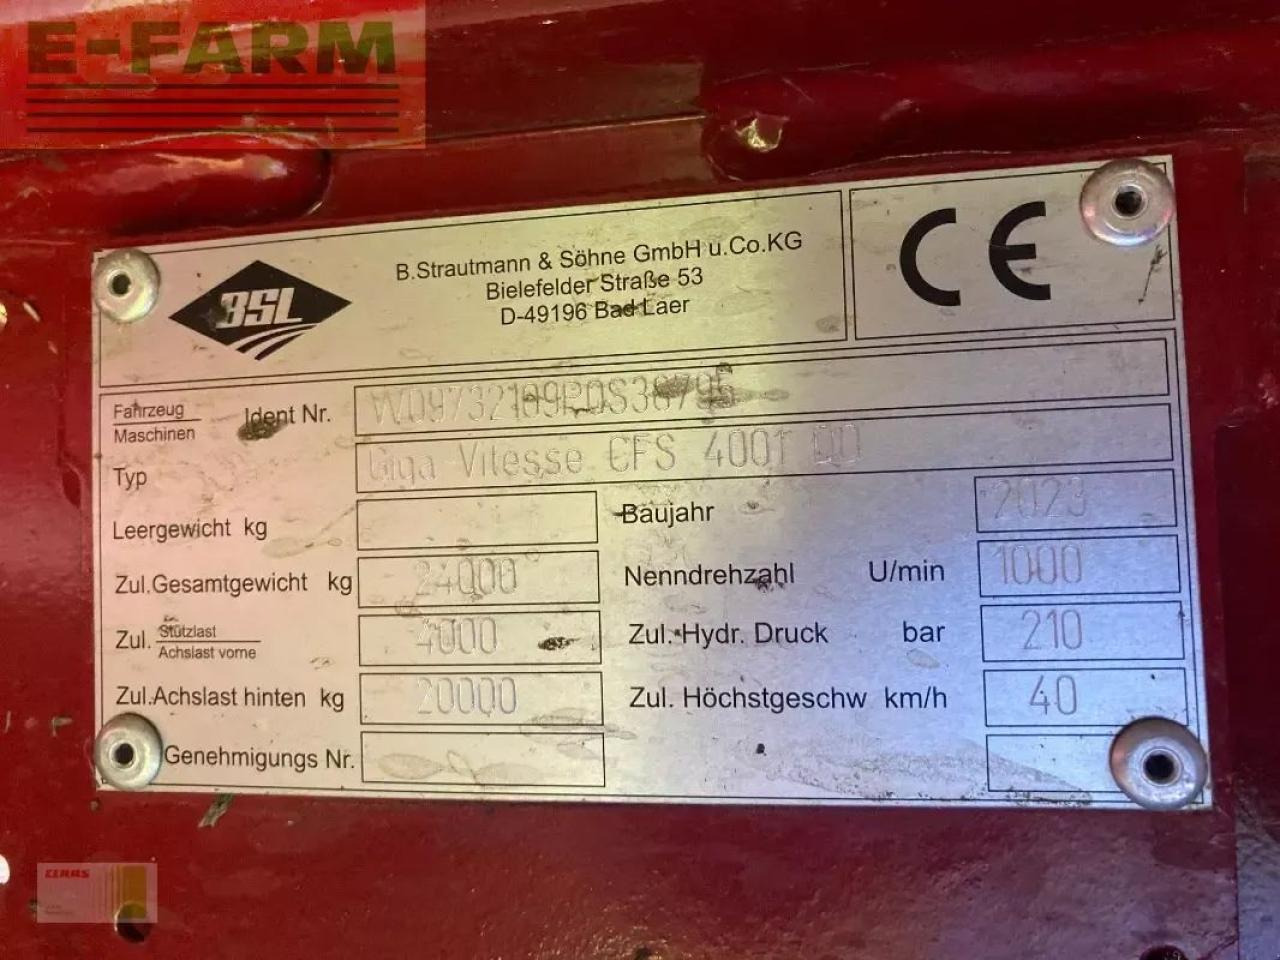 E-FARM
BSL
B.Strautmann & Söhne GmbH u.Co.KG
Bielefelder Straße 53
D-49196 Bad Laer
CE
Fahrzeug
Maschinen
Ident Nr.
Typ
Giga Vitesse CFS 4001 DO
Leergewicht kg
Baujahr 2023
Zul.Gesamtgewicht kg 24000
Nenndrehzahl U/min 1000
Zul. Stützlast
Achslast vorne
4000
Zul. Hydr. Druck bar 210
Zul.Achslast hinten kg 20000
Zul. Höchstgeschw km/h 40
Genehmigungs Nr.
CLAAS